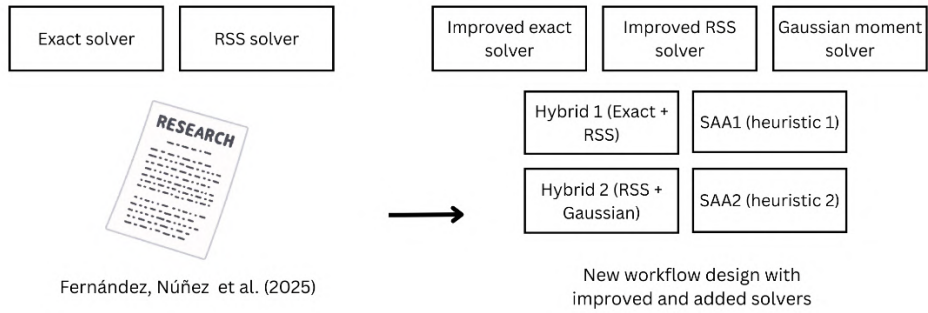 Exact solver
RSS solver
RESEARCH
Fernández, Núñez et al. (2025)
Improved exact
solver
Improved RSS
solver
Gaussian moment
solver
Hybrid 1 (Exact +
RSS)
SAA1 (heuristic 1)
Hybrid 2 (RSS +
Gaussian)
SAA2 (heuristic 2)
New workflow design with
improved and added solvers